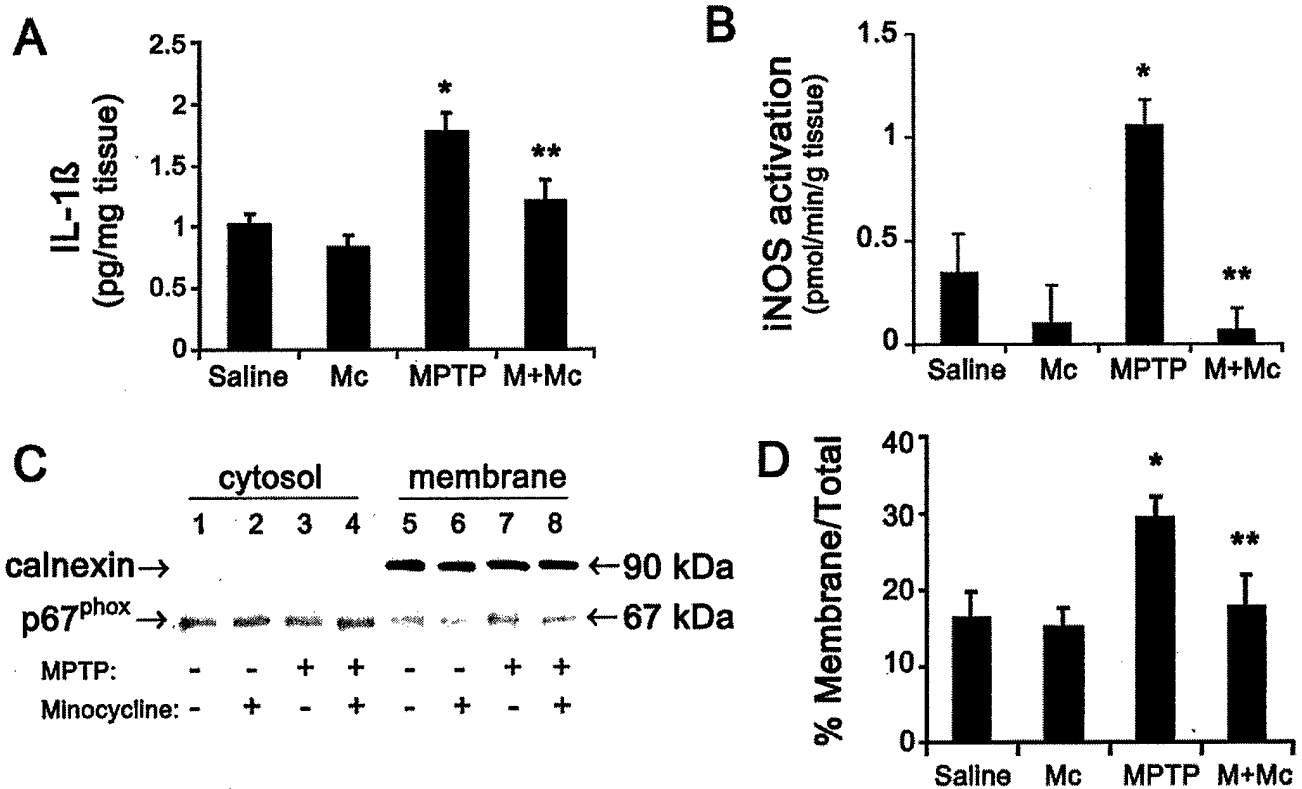 A
IL-1ß
(pg/mg tissue)
2.5
2
1.5
1
0.5
0
*
**
Saline Mc MPTP M+Mc
B
iNOS activation
(pmol/min/g tissue)
1.5
1
0.5
0
*
**
Saline Mc MPTP M+Mc
C
cytosol membrane
1 2 3 4 5 6 7 8
calnexin→ ←90 kDa
p67phox→ ←67 kDa
MPTP: - - + + - - + +
Minocycline: - + - + - + - +
D
% Membrane/Total
40
30
20
10
0
*
**
Saline Mc MPTP M+Mc